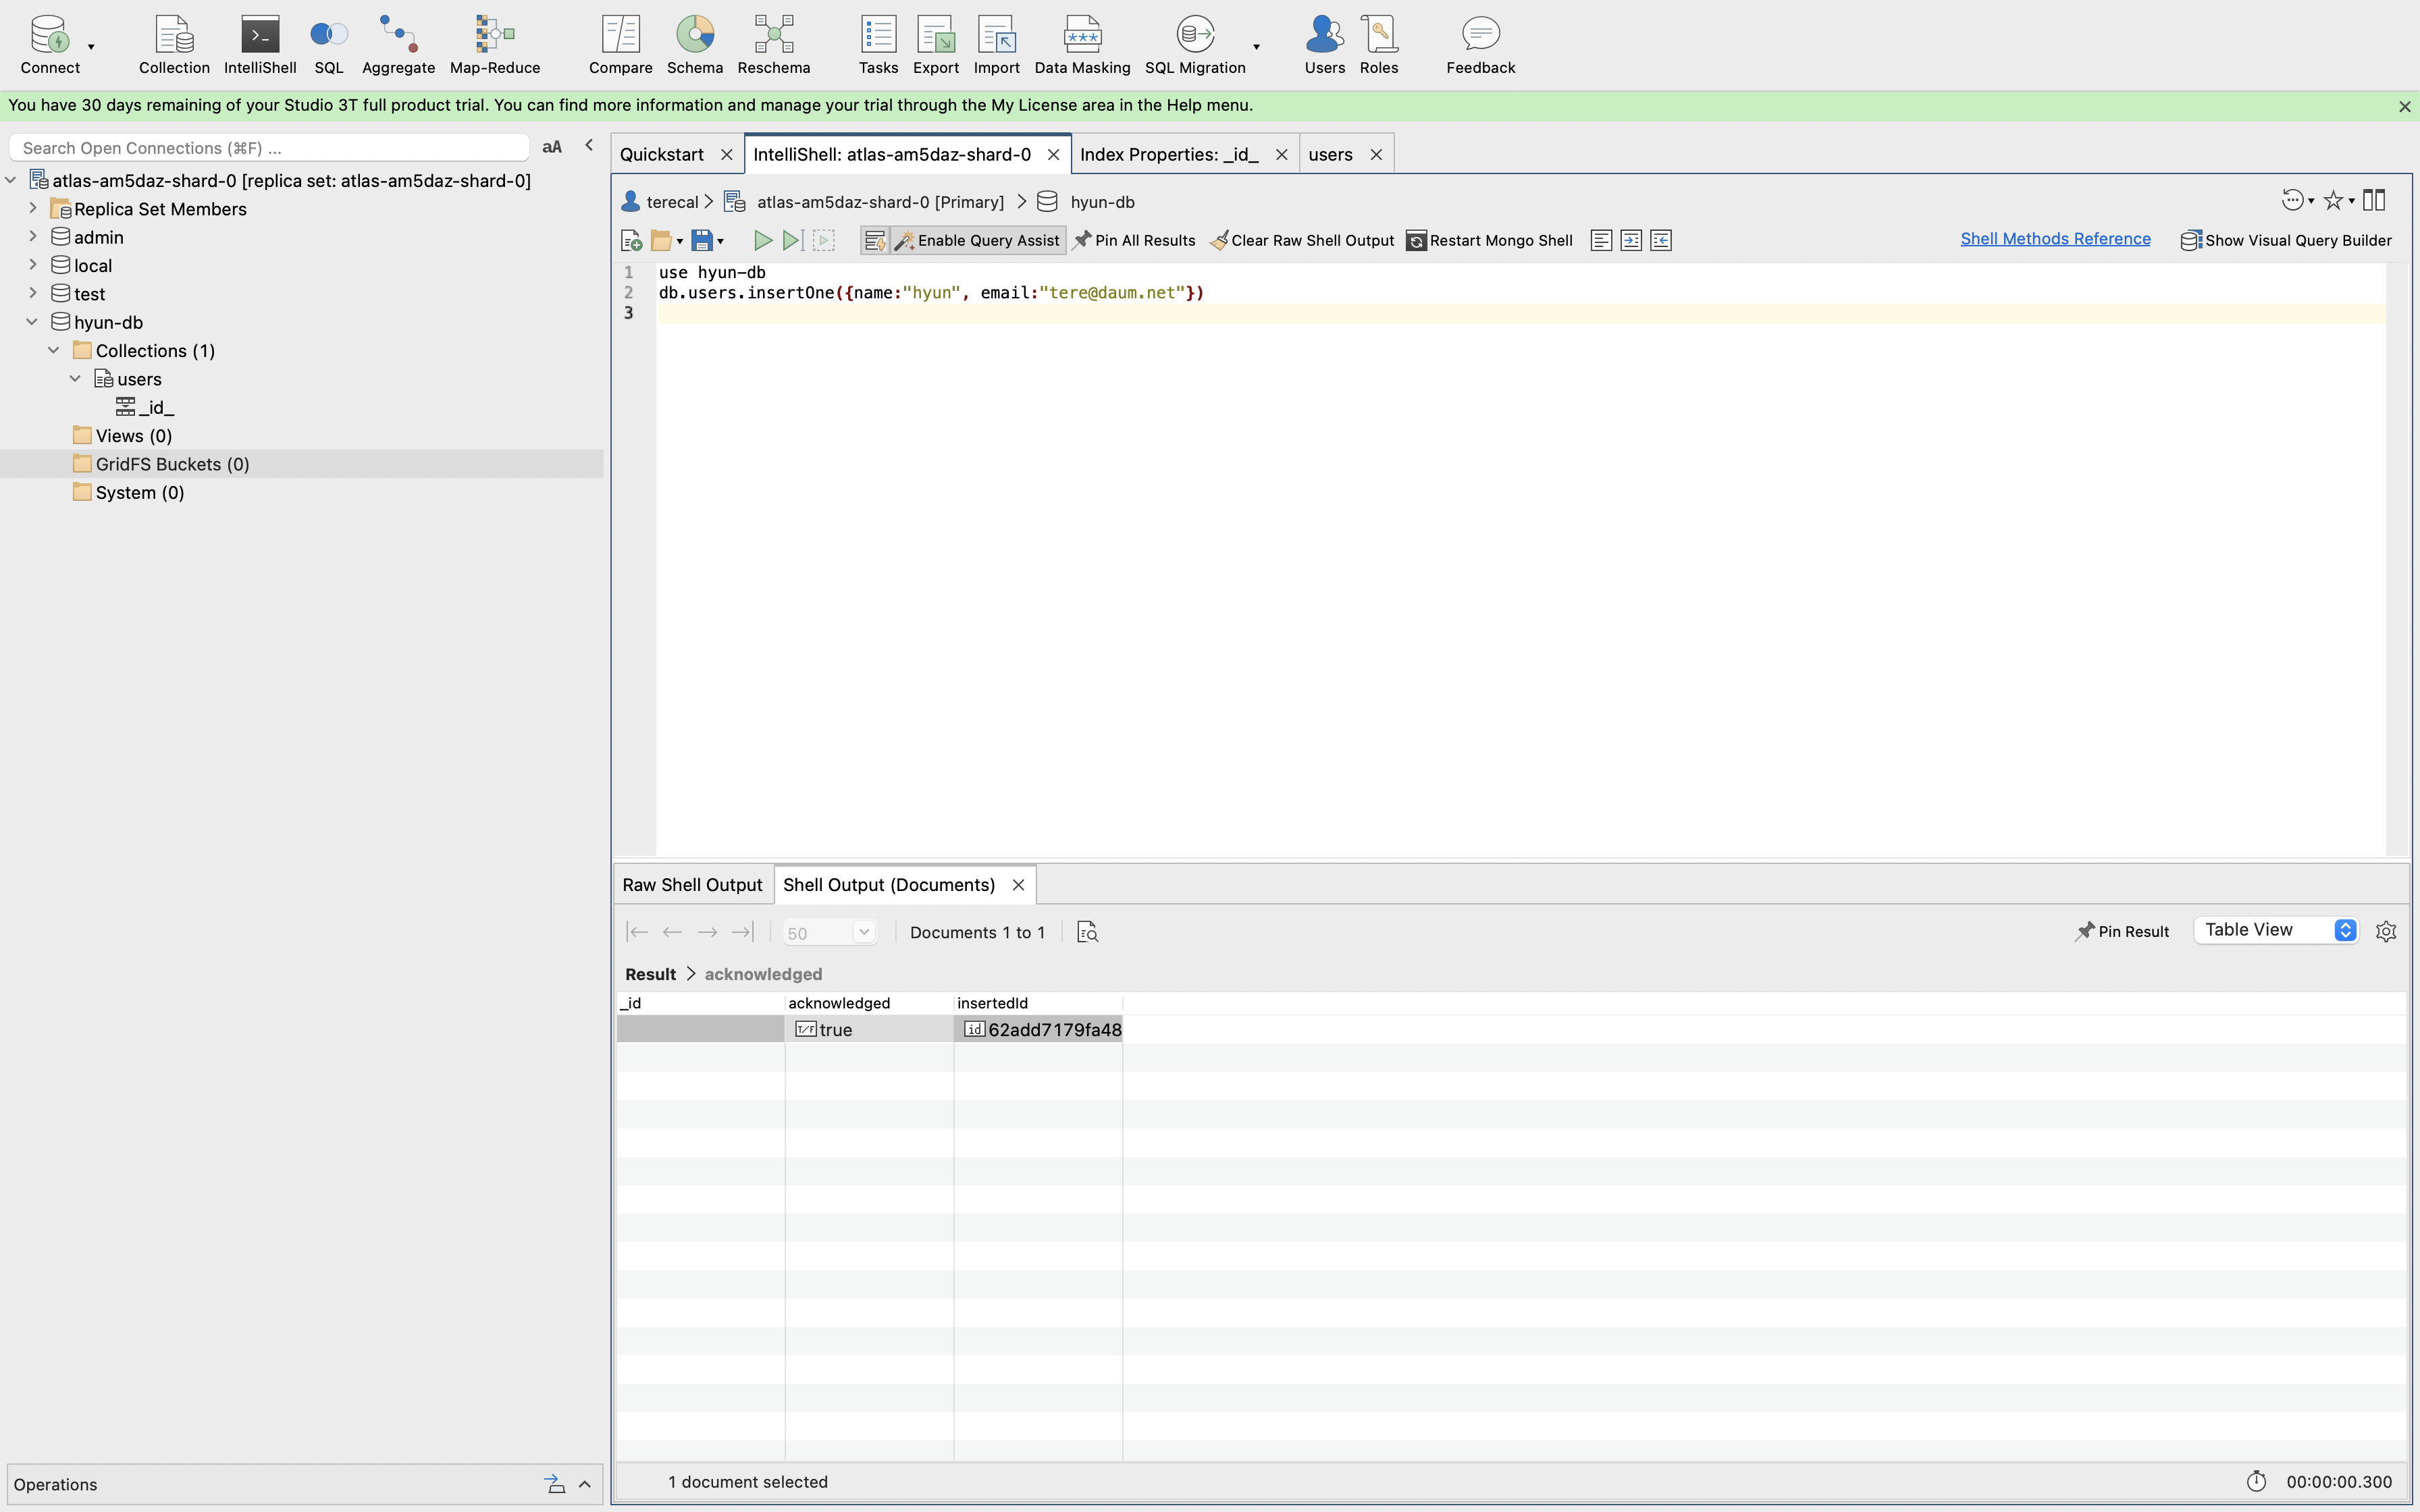 Connect
Collection
IntelliShell
SQL
Aggregate
Map-Reduce
Compare
Schema
Reschema
Tasks
Export
Import
Data Masking
SQL Migration
Users
Roles
Feedback
You have 30 days remaining of your Studio 3T full product trial. You can find more information and manage your trial through the My License area in the Help menu.
Search Open Connections (⌘F) ...
aA
atlas-am5daz-shard-0 [replica set: atlas-am5daz-shard-0]
Replica Set Members
admin
local
test
hyun-db
Collections (1)
users
_id_
Views (0)
GridFS Buckets (0)
System (0)
Operations
Quickstart
IntelliShell: atlas-am5daz-shard-0
Index Properties: _id_
users
terecal
atlas-am5daz-shard-0 [Primary]
hyun-db
Enable Query Assist
Pin All Results
Clear Raw Shell Output
Restart Mongo Shell
Shell Methods Reference
Show Visual Query Builder
1 use hyun-db
2 db.users.insertOne({name:"hyun", email:"tere@daum.net"})
3
Raw Shell Output
Shell Output (Documents)
50
Documents 1 to 1
Pin Result
Table View
Result > acknowledged
_id acknowledged insertedId
T/F true id 62add7179fa48
1 document selected
00:00:00.300